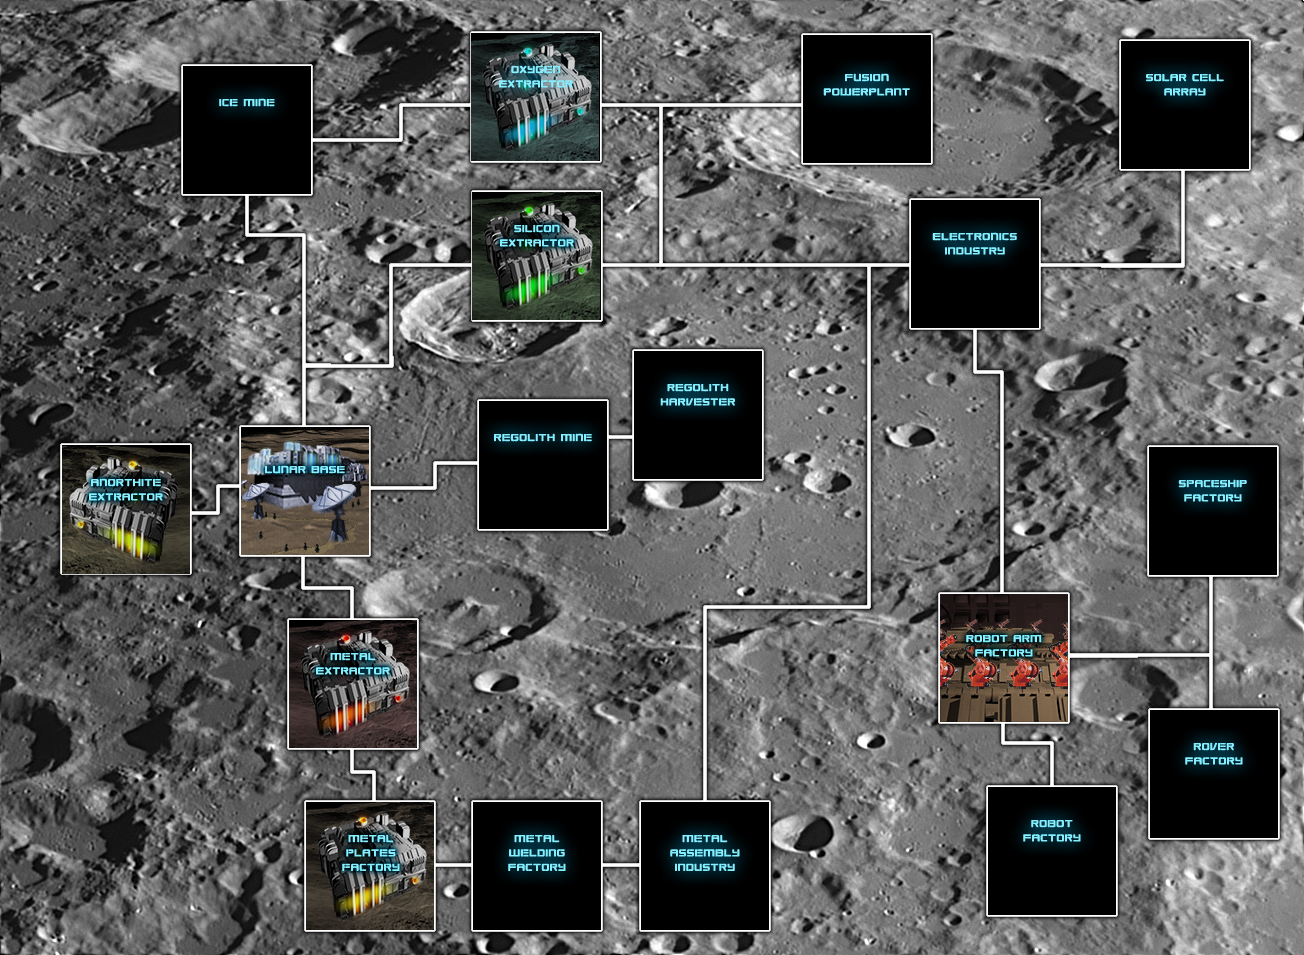 OXYGEN
EXTRACTOR
FUSION
POWERPLANT
SOLAR CELL
ARRAY
ICE MINE
SILICON
EXTRACTOR
ELECTRONICS
INDUSTRY
REGOLITH
HARVESTER
REGOLITH MINE
LUNAR BASE
ANORTHITE
EXTRACTOR
SPACESHIP
FACTORY
ROBOT ARM
FACTORY
METAL
EXTRACTOR
ROVER
FACTORY
ROBOT
FACTORY
METAL
PLATES
FACTORY
METAL
WELDING
FACTORY
METAL
ASSEMBLY
INDUSTRY